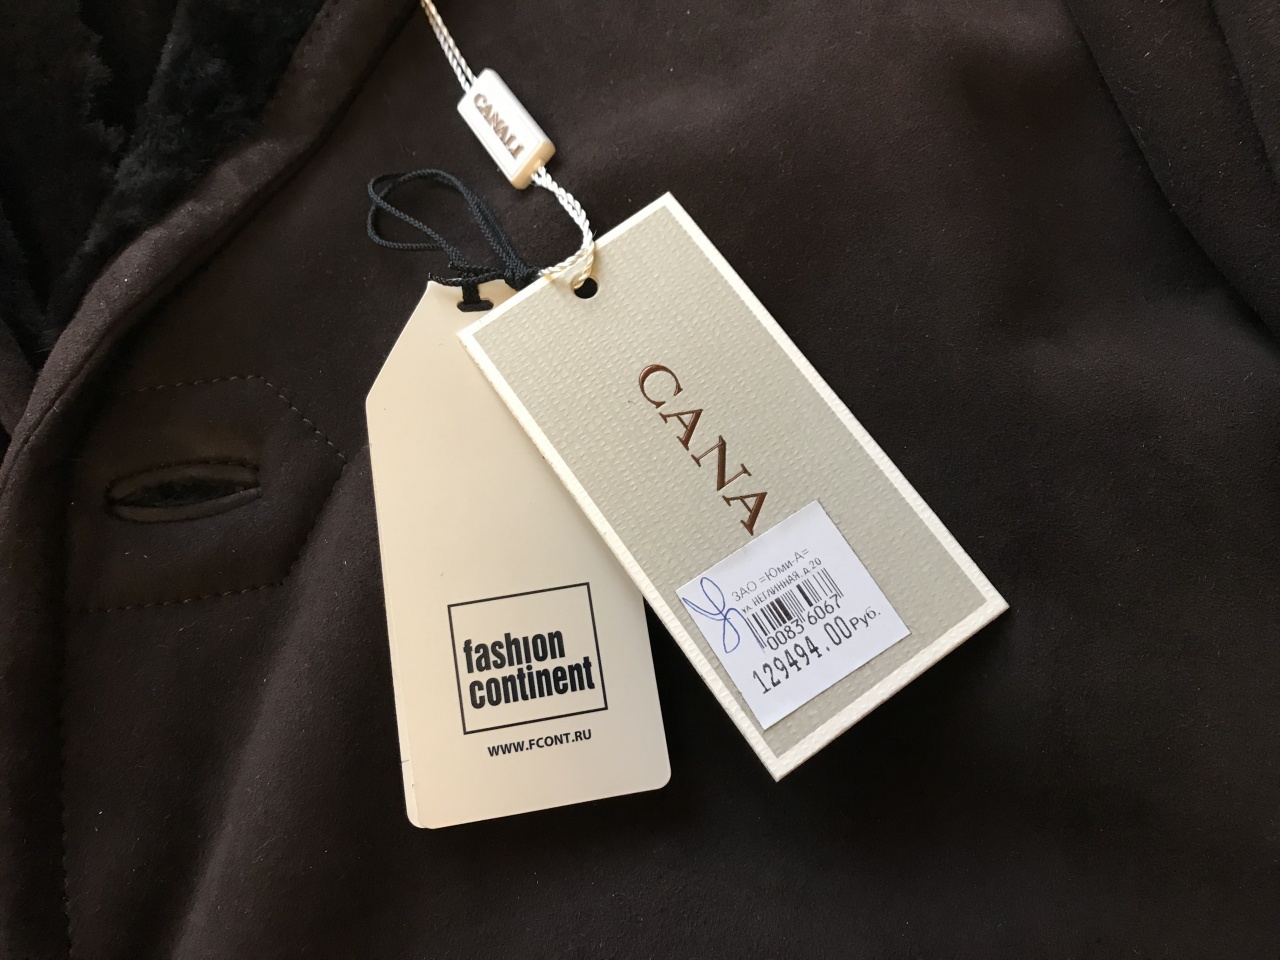 CANALI
CANA
ЗАО =Юми-А=
ул. НЕГЛИННАЯ, д.20
0083 6067
129494.00Руб.
fashion
continent
WWW.FCONT.RU